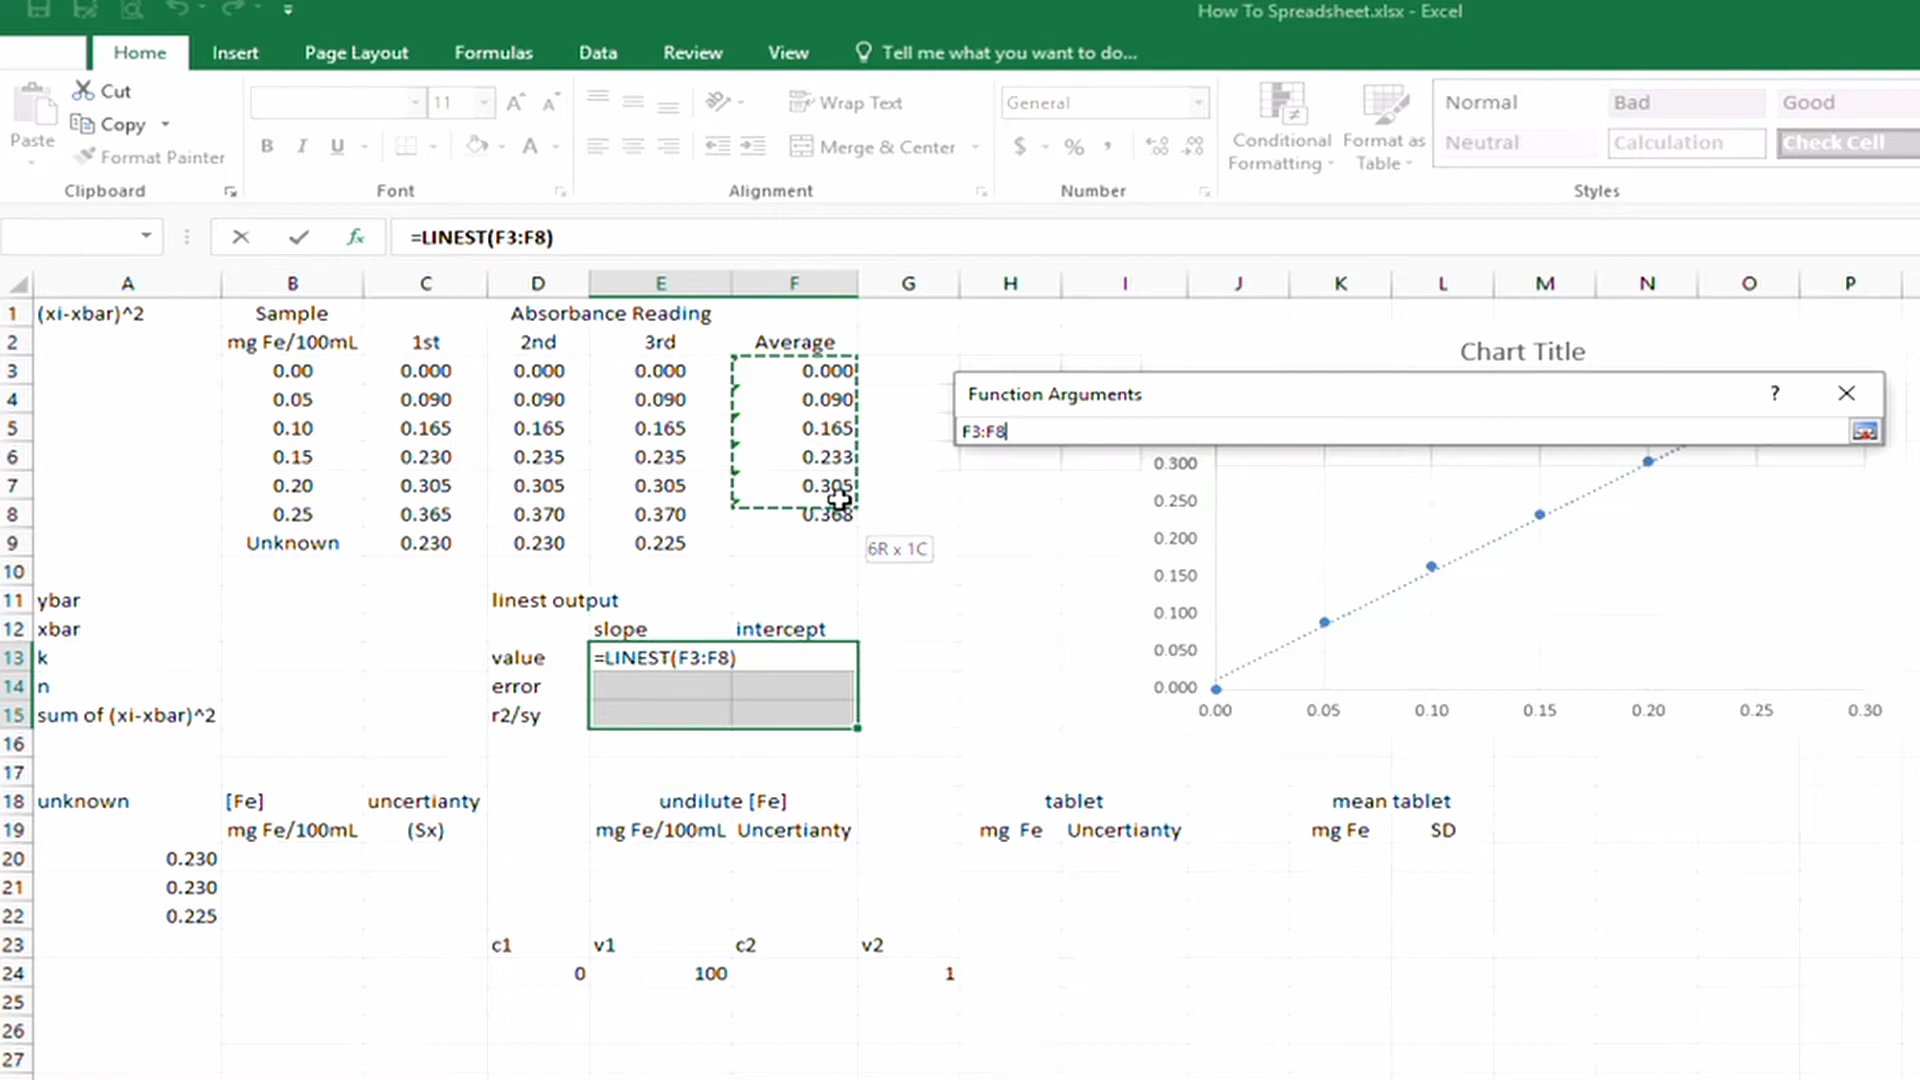 How To Spreadsheet.xlsx - Excel
Home Insert Page Layout Formulas Data Review View Tell me what you want to do...
Cut
Copy
Format Painter
Paste
Clipboard
11
B I U A
Font
Wrap Text
Merge & Center
Alignment
General
$ % ,
Number
Conditional Formatting
Format as Table
Normal Bad Good
Neutral Calculation Check Cell
Styles
fx =LINEST(F3:F8)
A B C D E F G H I J K L M N O P
1 (xi-xbar)^2 Sample Absorbance Reading
2 mg Fe/100mL 1st 2nd 3rd Average
3 0.00 0.000 0.000 0.000 0.000
4 0.05 0.090 0.090 0.090 0.090
5 0.10 0.165 0.165 0.165 0.165
6 0.15 0.230 0.235 0.235 0.233
7 0.20 0.305 0.305 0.305 0.305
8 0.25 0.365 0.370 0.370 0.368
9 Unknown 0.230 0.230 0.225
6R x 1C
10
11 ybar linest output
12 xbar slope intercept
13 k value =LINEST(F3:F8)
14 n error
15 sum of (xi-xbar)^2 r2/sy
16
17
18 unknown [Fe] uncertianty undilute [Fe] tablet mean tablet
19 mg Fe/100mL (Sx) mg Fe/100mL Uncertianty mg Fe Uncertianty mg Fe SD
20 0.230
21 0.230
22 0.225
23 c1 v1 c2 v2
24 0 100 1
25
26
27
Chart Title
Function Arguments ?
F3:F8
0.300
0.250
0.200
0.150
0.100
0.050
0.000
0.00 0.05 0.10 0.15 0.20 0.25 0.30